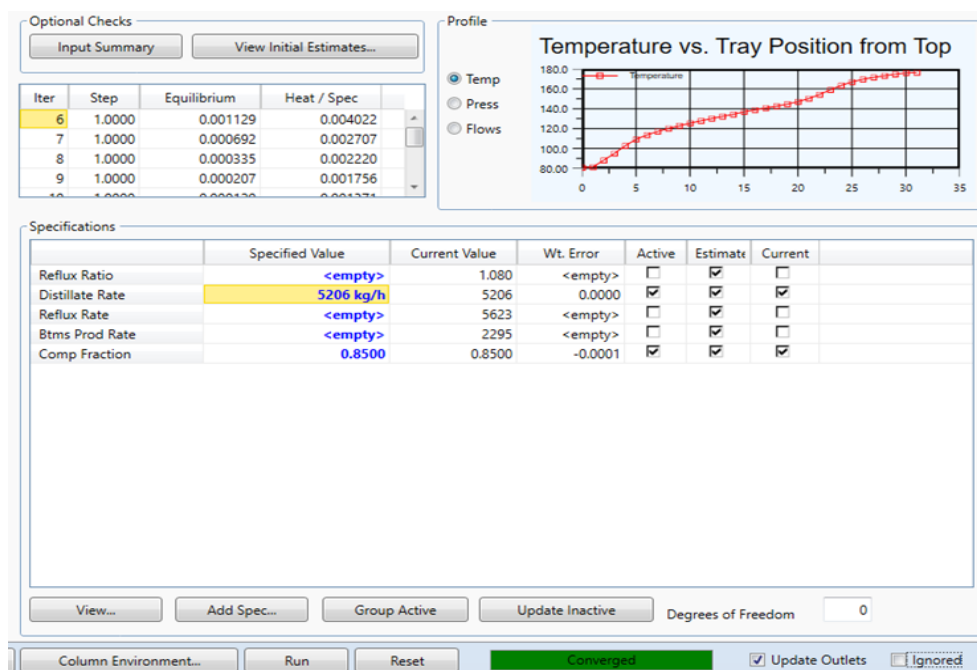 Optional Checks
Input Summary View Initial Estimates...
Iter Step Equilibrium Heat / Spec
6 1.0000 0.001129 0.004022
7 1.0000 0.000692 0.002707
8 1.0000 0.000335 0.002220
9 1.0000 0.000207 0.001756
Profile
Temp
Press
Flows
Temperature vs. Tray Position from Top
Temperature
180.0
160.0
140.0
120.0
100.0
80.00
0 5 10 15 20 25 30 35
Specifications
Specified Value Current Value Wt. Error Active Estimate Current
Reflux Ratio <empty> 1.080 <empty>
Distillate Rate 5206 kg/h 5206 0.0000
Reflux Rate <empty> 5623 <empty>
Btms Prod Rate <empty> 2295 <empty>
Comp Fraction 0.8500 0.8500 -0.0001
View... Add Spec... Group Active Update Inactive Degrees of Freedom 0
Column Environment... Run Reset Converged Update Outlets Ignored